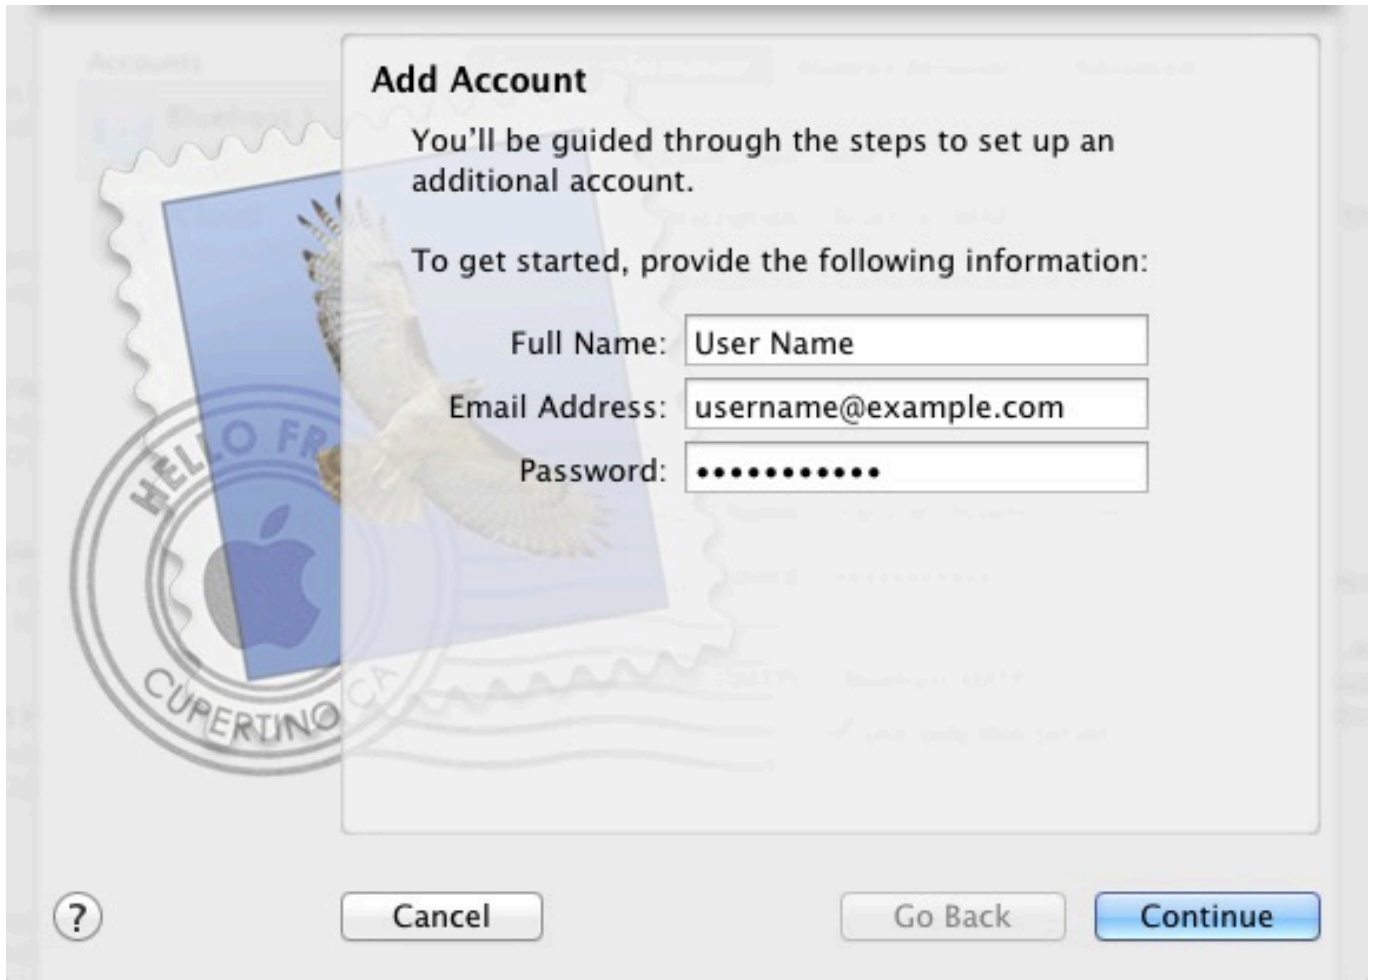 Accounts
Add Account
You'll be guided through the steps to set up an
additional account.
To get started, provide the following information:
Full Name: User Name
Email Address: username@example.com
Password: •••••••••••
HELLO FR
CUPERTINO CA
? Cancel Go Back Continue